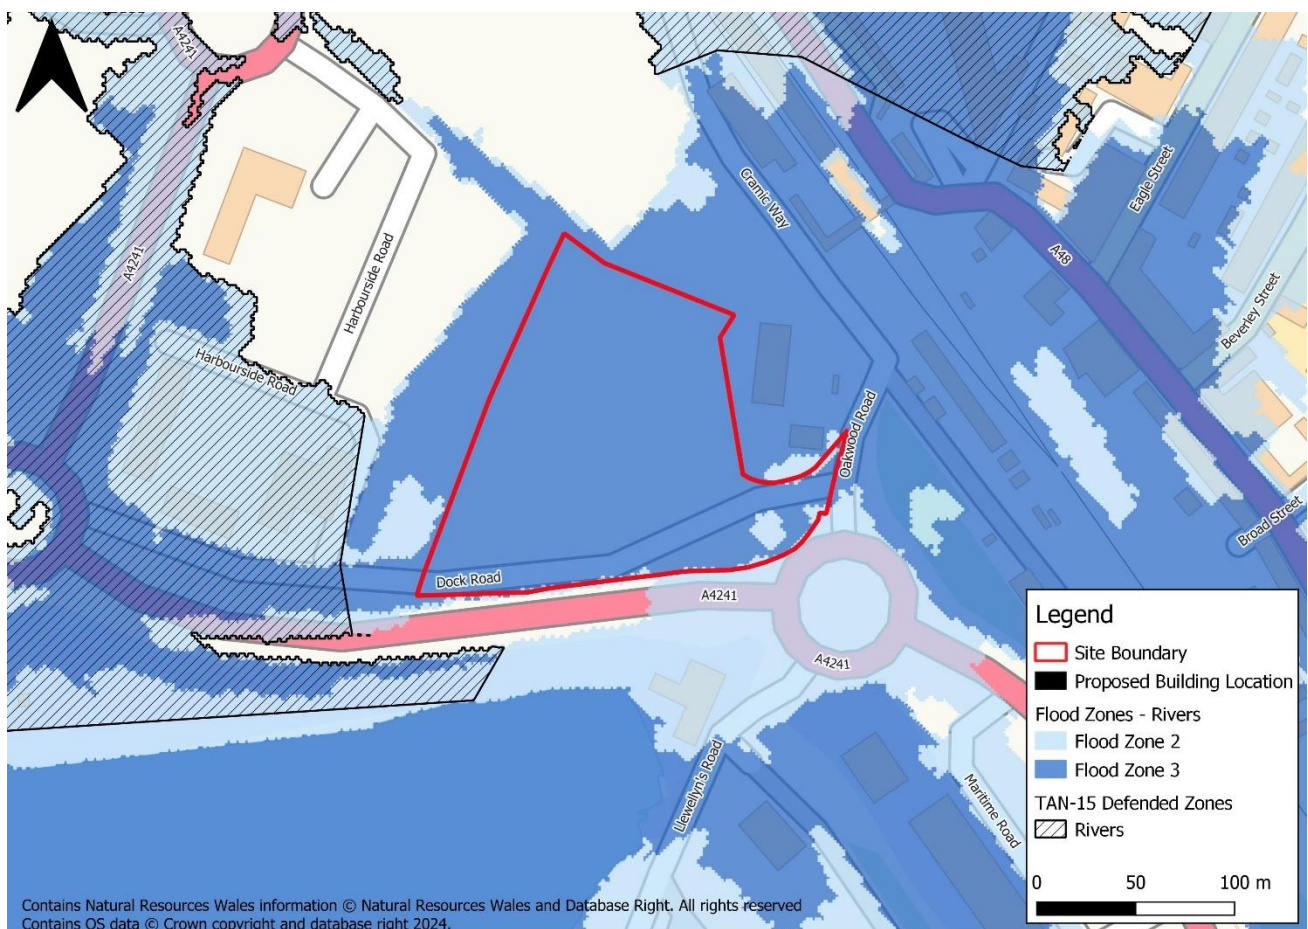 A4241
Cramic Way
Eagle Street
A48
A4241
Harbourside Road
Beverley Street
Harbourside Road
Oakwood Road
Broad Street
Dock Road
A4241
A4241
Llewellyn's Road
Maritime Road
Legend
Site Boundary
Proposed Building Location
Flood Zones - Rivers
Flood Zone 2
Flood Zone 3
TAN-15 Defended Zones
Rivers
0 50 100 m
Contains Natural Resources Wales information © Natural Resources Wales and Database Right. All rights reserved
Contains OS data © Crown copyright and database right 2024.